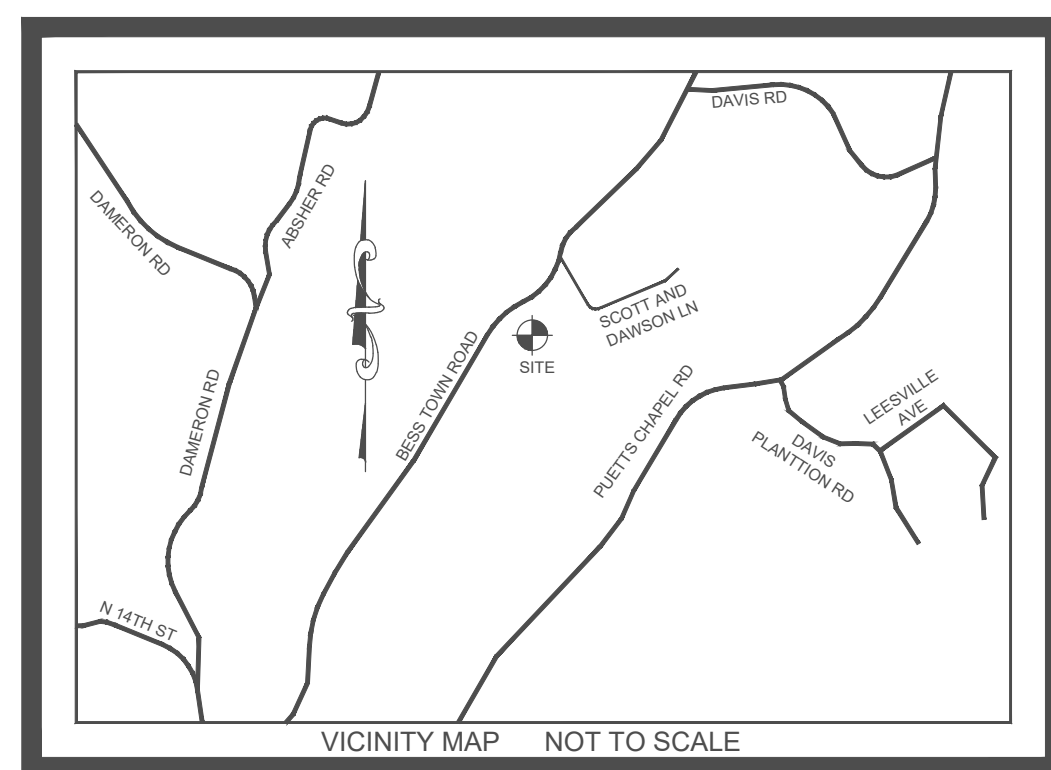 DAVIS RD
ABSHER RD
DAMERON RD
SCOTT AND
DAWSON LN
SITE
BESS TOWN ROAD
DAMERON RD
PUETTS CHAPEL RD
LEESVILLE
AVE
DAVIS
PLANTTION RD
N 14TH ST
VICINITY MAP NOT TO SCALE